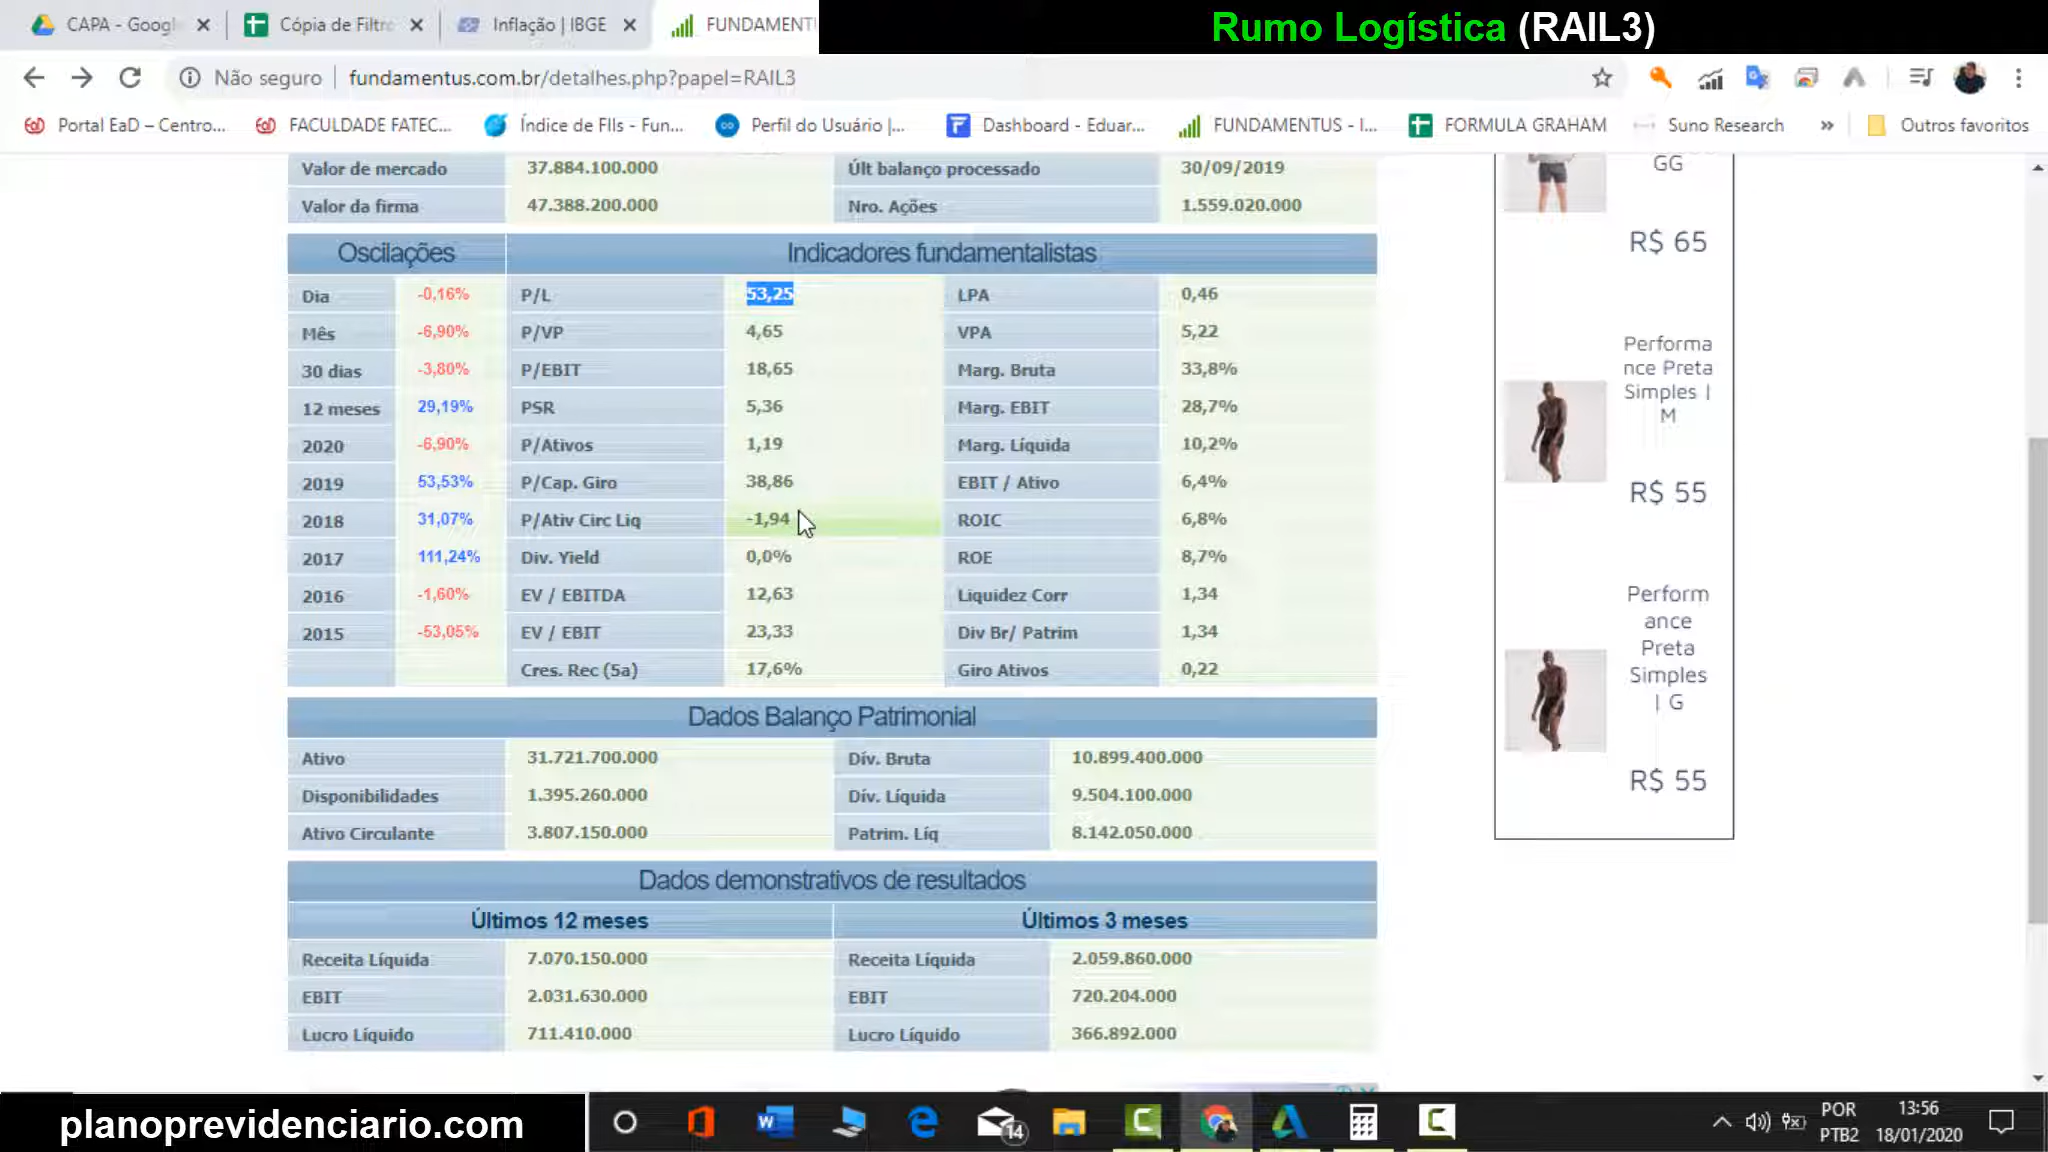 CAPA - Googl
Cópia de Filtro
Inflação | IBGE
FUNDAMENT
Rumo Logística (RAIL3)
Não seguro
fundamentus.com.br/detalhes.php?papel=RAIL3
Portal EaD – Centro...
FACULDADE FATEC...
Índice de FIIs - Fun...
Perfil do Usuário |...
Dashboard - Eduar...
FUNDAMENTUS - I...
FORMULA GRAHAM
Suno Research
»
Outros favoritos
Valor de mercado 37.884.100.000 Últ balanço processado 30/09/2019
Valor da firma 47.388.200.000 Nro. Ações 1.559.020.000
Oscilações Indicadores fundamentalistas
Dia -0,16% P/L 53,25 LPA 0,46
Mês -6,90% P/VP 4,65 VPA 5,22
30 dias -3,80% P/EBIT 18,65 Marg. Bruta 33,8%
12 meses 29,19% PSR 5,36 Marg. EBIT 28,7%
2020 -6,90% P/Ativos 1,19 Marg. Líquida 10,2%
2019 53,53% P/Cap. Giro 38,86 EBIT / Ativo 6,4%
2018 31,07% P/Ativ Circ Liq -1,94 ROIC 6,8%
2017 111,24% Div. Yield 0,0% ROE 8,7%
2016 -1,60% EV / EBITDA 12,63 Liquidez Corr 1,34
2015 -53,05% EV / EBIT 23,33 Div Br/ Patrim 1,34
Cres. Rec (5a) 17,6% Giro Ativos 0,22
Dados Balanço Patrimonial
Ativo 31.721.700.000 Dív. Bruta 10.899.400.000
Disponibilidades 1.395.260.000 Dív. Líquida 9.504.100.000
Ativo Circulante 3.807.150.000 Patrim. Líq 8.142.050.000
Dados demonstrativos de resultados
Últimos 12 meses Últimos 3 meses
Receita Líquida 7.070.150.000 Receita Líquida 2.059.860.000
EBIT 2.031.630.000 EBIT 720.204.000
Lucro Líquido 711.410.000 Lucro Líquido 366.892.000
GG
R$ 65
Performa
nce Preta
Simples |
M
R$ 55
Perform
ance
Preta
Simples
| G
R$ 55
planoprevidenciario.com
14
POR
PTB2
13:56
18/01/2020